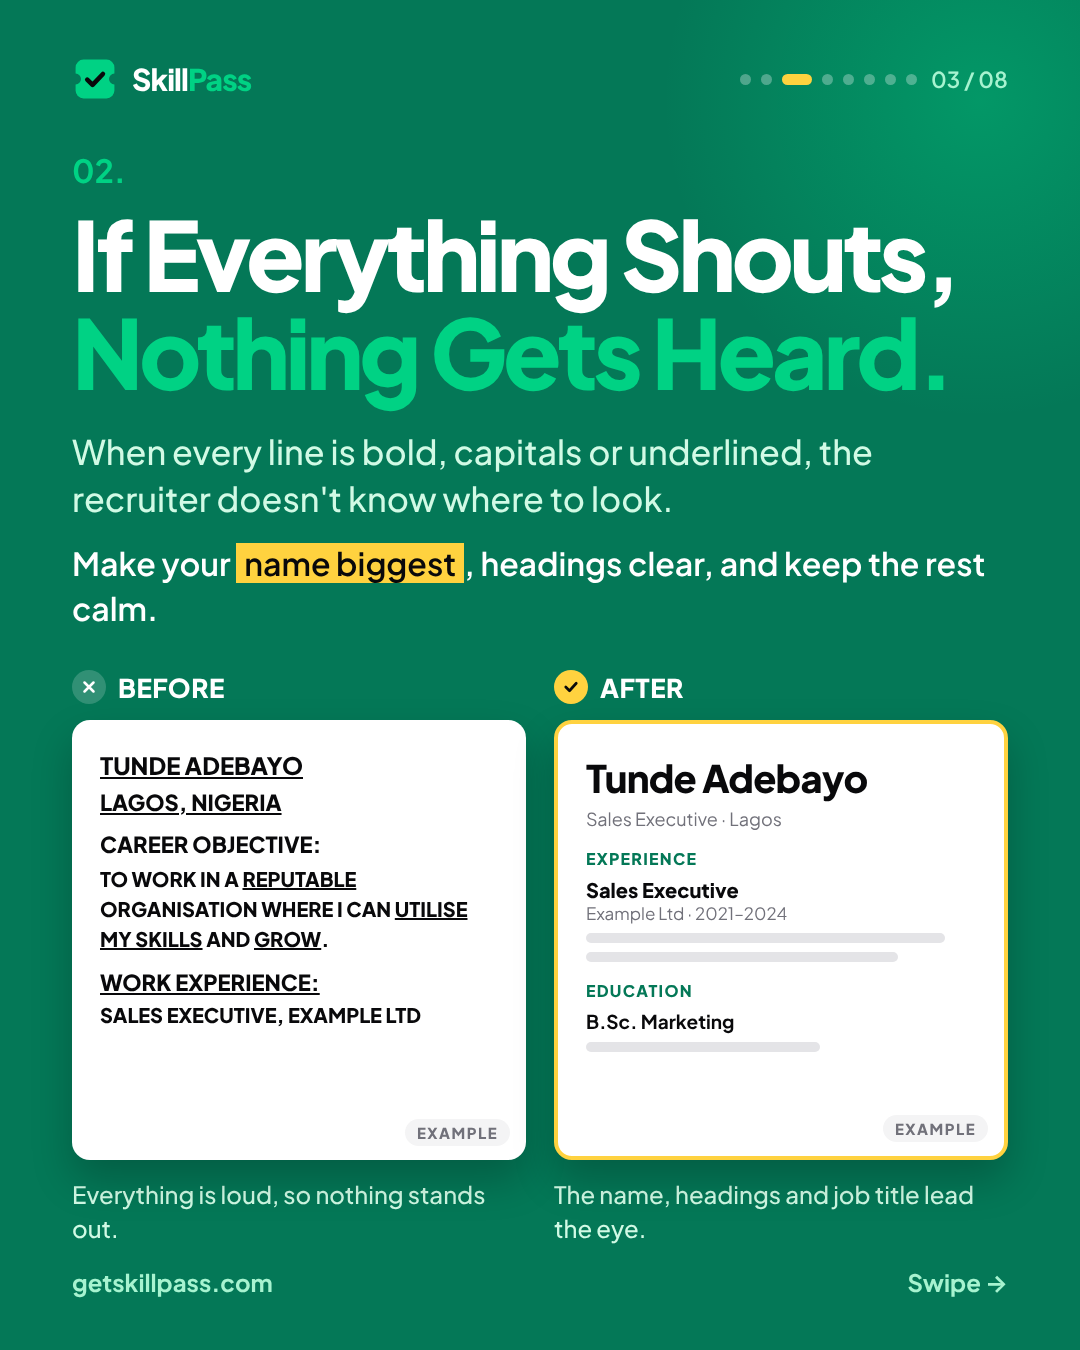 SkillPass
03 / 08
02.
If Everything Shouts,
Nothing Gets Heard.
When every line is bold, capitals or underlined, the
recruiter doesn't know where to look.
Make your name biggest, headings clear, and keep the rest
calm.
BEFORE
TUNDE ADEBAYO
LAGOS, NIGERIA
CAREER OBJECTIVE:
TO WORK IN A REPUTABLE
ORGANISATION WHERE I CAN UTILISE
MY SKILLS AND GROW.
WORK EXPERIENCE:
SALES EXECUTIVE, EXAMPLE LTD
EXAMPLE
Everything is loud, so nothing stands
out.
AFTER
Tunde Adebayo
Sales Executive · Lagos
EXPERIENCE
Sales Executive
Example Ltd · 2021–2024
EDUCATION
B.Sc. Marketing
EXAMPLE
The name, headings and job title lead
the eye.
getskillpass.com
Swipe →